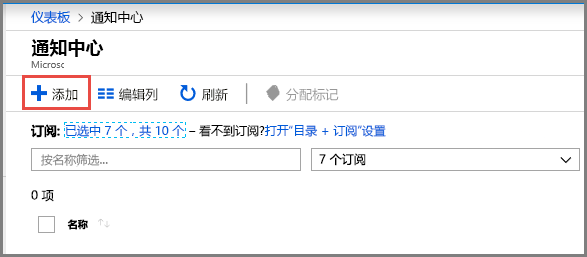 仪表板 > 通知中心
通知中心
Microsc
添加 编辑列 刷新 分配标记
订阅: 已选中 7 个，共 10 个 – 看不到订阅?打开"目录 + 订阅"设置
按名称筛选... 7 个订阅
0 项
名称